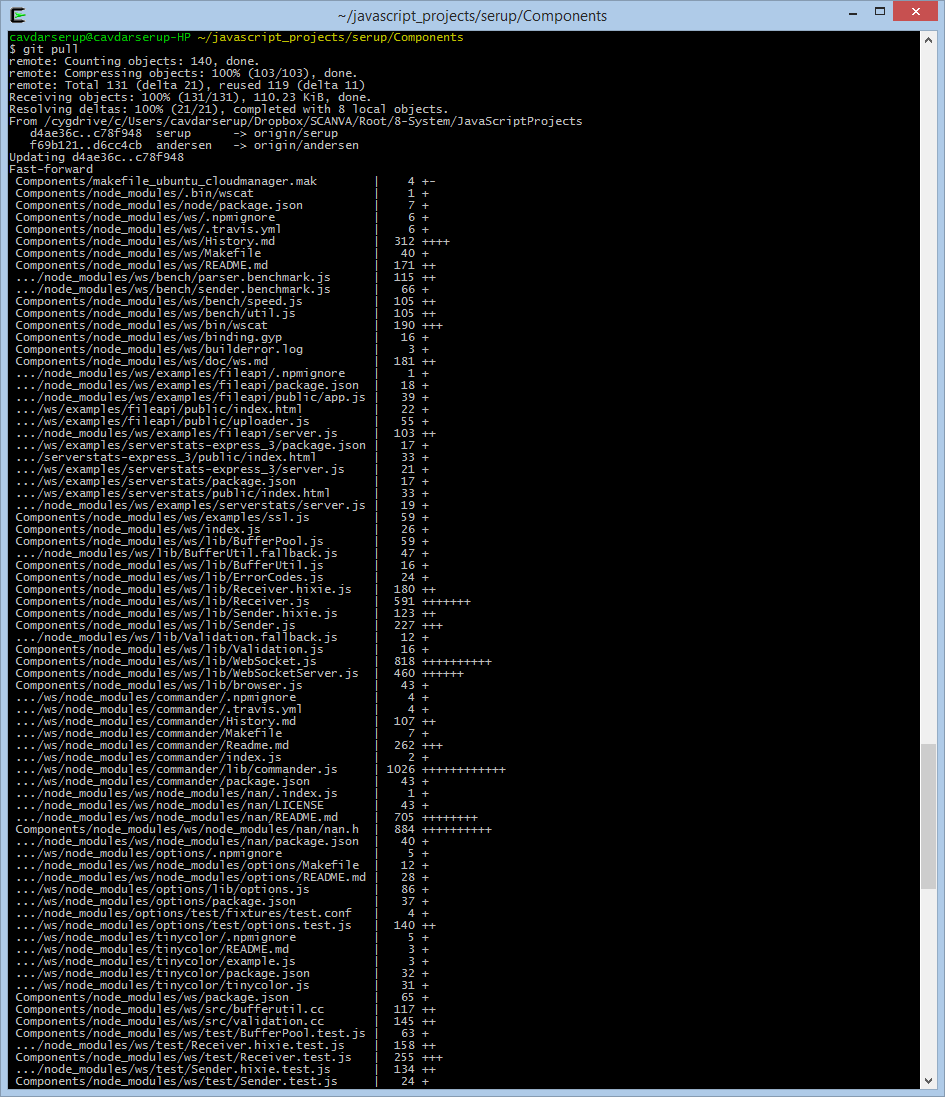 ~/javascript_projects/serup/Components
cavdarserup@cavdarserup-HP ~/javascript_projects/serup/Components
$ git pull
remote: Counting objects: 140, done.
remote: Compressing objects: 100% (103/103), done.
remote: Total 131 (delta 21), reused 119 (delta 11)
Receiving objects: 100% (131/131), 110.23 KiB, done.
Resolving deltas: 100% (21/21), completed with 8 local objects.
From /cygdrive/c/Users/cavdarserup/Dropbox/SCANVA/Root/8-System/JavaScriptProjects
   d4ae36c..c78f948  serup      -> origin/serup
   f69b121..d6cc4cb  andersen   -> origin/andersen
Updating d4ae36c..c78f948
Fast-forward
 Components/makefile_ubuntu_cloudmanager.mak        |    4 +-
 Components/node_modules/.bin/wscat                 |    1 +
 Components/node_modules/node/package.json          |    7 +
 Components/node_modules/ws/.npmignore              |    6 +
 Components/node_modules/ws/.travis.yml             |    6 +
 Components/node_modules/ws/History.md              |  312 ++++
 Components/node_modules/ws/Makefile                |   40 +
 Components/node_modules/ws/README.md               |  171 ++
 .../node_modules/ws/bench/parser.benchmark.js      |  115 ++
 .../node_modules/ws/bench/sender.benchmark.js      |   66 +
 Components/node_modules/ws/bench/speed.js          |  105 ++
 Components/node_modules/ws/bench/util.js           |  105 ++
 Components/node_modules/ws/bin/wscat               |  190 +++
 Components/node_modules/ws/binding.gyp             |   16 +
 Components/node_modules/ws/builderror.log          |    3 +
 Components/node_modules/ws/doc/ws.md               |  181 ++
 .../node_modules/ws/examples/fileapi/.npmignore    |    1 +
 .../node_modules/ws/examples/fileapi/package.json  |   18 +
 .../node_modules/ws/examples/fileapi/public/app.js |   39 +
 .../ws/examples/fileapi/public/index.html          |   22 +
 .../ws/examples/fileapi/public/uploader.js         |   55 +
 .../node_modules/ws/examples/fileapi/server.js     |  103 ++
 .../ws/examples/serverstats-express_3/package.json |   17 +
 .../serverstats-express_3/public/index.html        |   33 +
 .../ws/examples/serverstats-express_3/server.js    |   21 +
 .../ws/examples/serverstats/package.json           |   17 +
 .../ws/examples/serverstats/public/index.html      |   33 +
 .../node_modules/ws/examples/serverstats/server.js |   19 +
 Components/node_modules/ws/examples/ssl.js         |   59 +
 Components/node_modules/ws/index.js                |   26 +
 Components/node_modules/ws/lib/BufferPool.js       |   59 +
 .../node_modules/ws/lib/BufferUtil.fallback.js     |   47 +
 Components/node_modules/ws/lib/BufferUtil.js       |   16 +
 Components/node_modules/ws/lib/ErrorCodes.js       |   24 +
 Components/node_modules/ws/lib/Receiver.hixie.js   |  180 ++
 Components/node_modules/ws/lib/Receiver.js         |  591 +++++++
 Components/node_modules/ws/lib/Sender.hixie.js     |  123 ++
 Components/node_modules/ws/lib/Sender.js           |  227 +++
 .../node_modules/ws/lib/Validation.fallback.js     |   12 +
 Components/node_modules/ws/lib/Validation.js       |   16 +
 Components/node_modules/ws/lib/WebSocket.js        |  818 ++++++++++
 Components/node_modules/ws/lib/WebSocketServer.js  |  460 ++++++
 Components/node_modules/ws/lib/browser.js          |   43 +
 .../ws/node_modules/commander/.npmignore           |    4 +
 .../ws/node_modules/commander/.travis.yml          |    4 +
 .../ws/node_modules/commander/History.md           |  107 ++
 .../ws/node_modules/commander/Makefile             |    7 +
 .../ws/node_modules/commander/Readme.md            |  262 +++
 .../ws/node_modules/commander/index.js             |    2 +
 .../ws/node_modules/commander/lib/commander.js     | 1026 ++++++++++++
 .../ws/node_modules/commander/package.json         |   43 +
 .../node_modules/ws/node_modules/nan/.index.js     |    1 +
 .../node_modules/ws/node_modules/nan/LICENSE       |   43 +
 .../node_modules/ws/node_modules/nan/README.md     |  705 ++++++++
 Components/node_modules/ws/node_modules/nan/nan.h  |  884 ++++++++++
 .../node_modules/ws/node_modules/nan/package.json  |   40 +
 .../ws/node_modules/options/.npmignore             |    5 +
 .../node_modules/ws/node_modules/options/Makefile  |   12 +
 .../node_modules/ws/node_modules/options/README.md |   28 +
 .../ws/node_modules/options/lib/options.js         |   86 +
 .../ws/node_modules/options/package.json           |   37 +
 .../node_modules/options/test/fixtures/test.conf   |    4 +
 .../ws/node_modules/options/test/options.test.js   |  140 ++
 .../ws/node_modules/tinycolor/.npmignore           |    5 +
 .../ws/node_modules/tinycolor/README.md            |    3 +
 .../ws/node_modules/tinycolor/example.js           |    3 +
 .../ws/node_modules/tinycolor/package.json         |   32 +
 .../ws/node_modules/tinycolor/tinycolor.js         |   31 +
 Components/node_modules/ws/package.json            |   65 +
 Components/node_modules/ws/src/bufferutil.cc       |  117 ++
 Components/node_modules/ws/src/validation.cc       |  145 ++
 Components/node_modules/ws/test/BufferPool.test.js |   63 +
 .../node_modules/ws/test/Receiver.hixie.test.js    |  158 ++
 Components/node_modules/ws/test/Receiver.test.js   |  255 +++
 .../node_modules/ws/test/Sender.hixie.test.js      |  134 ++
 Components/node_modules/ws/test/Sender.test.js     |   24 +